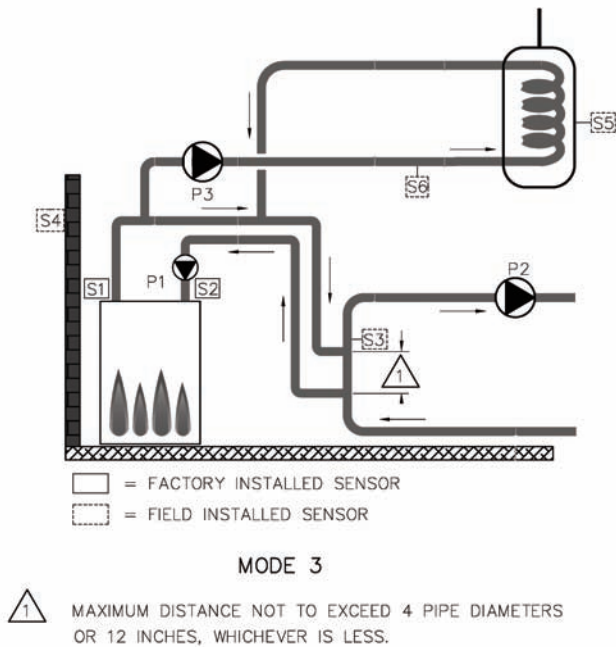 S5
P3
S6
S4
S1
P1
S2
P2
S3
1
= FACTORY INSTALLED SENSOR
= FIELD INSTALLED SENSOR
MODE 3
1 MAXIMUM DISTANCE NOT TO EXCEED 4 PIPE DIAMETERS
OR 12 INCHES, WHICHEVER IS LESS.